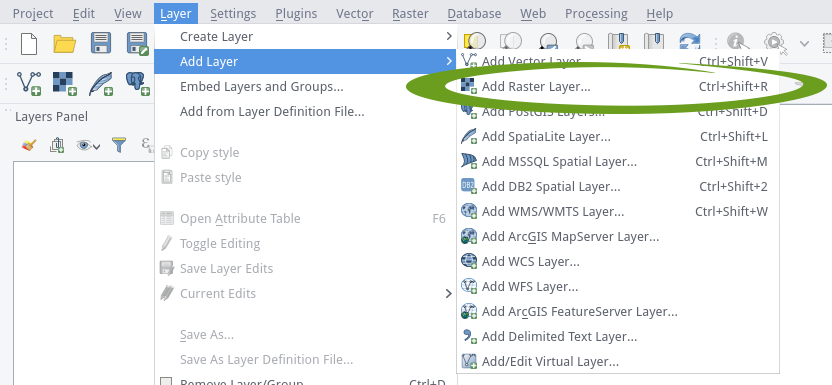 Project Edit View Layer Settings Plugins Vector Raster Database Web Processing Help
Create Layer
Add Layer
Embed Layers and Groups...
Add from Layer Definition File...
Copy style
Paste style
Open Attribute Table F6
Toggle Editing
Save Layer Edits
Current Edits
Save As...
Save As Layer Definition File...
Remove Layer/Group Ctrl+D
Add Vector Layer... Ctrl+Shift+V
Add Raster Layer... Ctrl+Shift+R
Add PostGIS Layers... Ctrl+Shift+D
Add SpatiaLite Layer... Ctrl+Shift+L
Add MSSQL Spatial Layer... Ctrl+Shift+M
DB2 Add DB2 Spatial Layer... Ctrl+Shift+2
Add WMS/WMTS Layer... Ctrl+Shift+W
Add ArcGIS MapServer Layer...
Add WCS Layer...
Add WFS Layer...
Add ArcGIS FeatureServer Layer...
Add Delimited Text Layer...
Add/Edit Virtual Layer...
Layers Panel